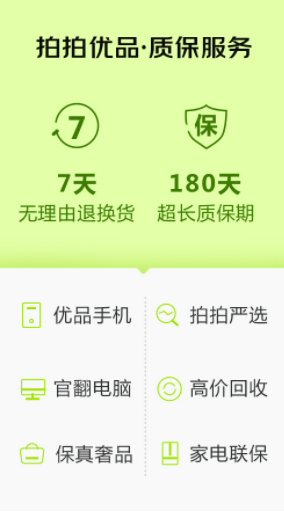 拍拍优品·质保服务
7 保
7天 180天
无理由退换货 超长质保期
优品手机 拍拍严选
官翻电脑 高价回收
保真奢品 家电联保